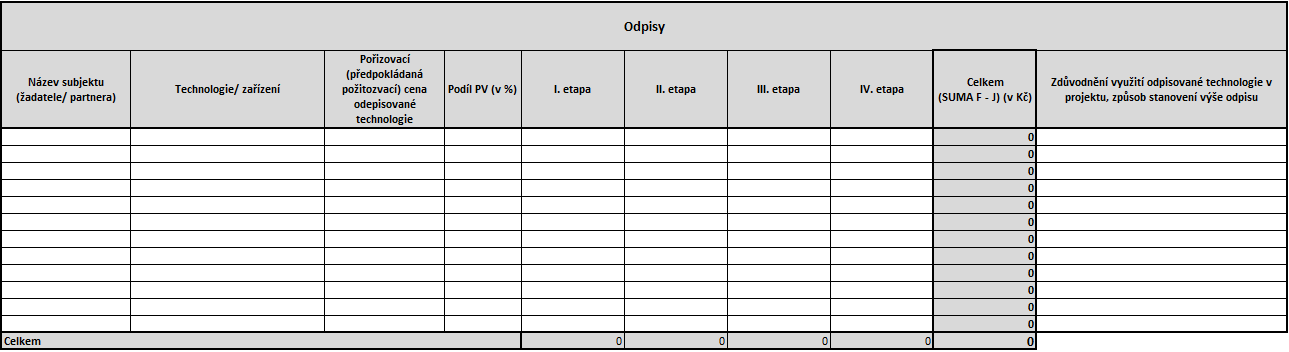 Odpisy
Název subjektu
(žadatele/ partnera)
Technologie/ zařízení
Pořizovací
(předpokládaná
požitozvací) cena
odepisované
technologie
Podíl PV (v %)
I. etapa
II. etapa
III. etapa
IV. etapa
Celkem
(SUMA F - J) (v Kč)
Zdůvodnění využití odpisované technologie v
projektu, způsob stanovení výše odpisu
0
0
0
0
0
0
0
0
0
0
0
0
Celkem 0 0 0 0 0